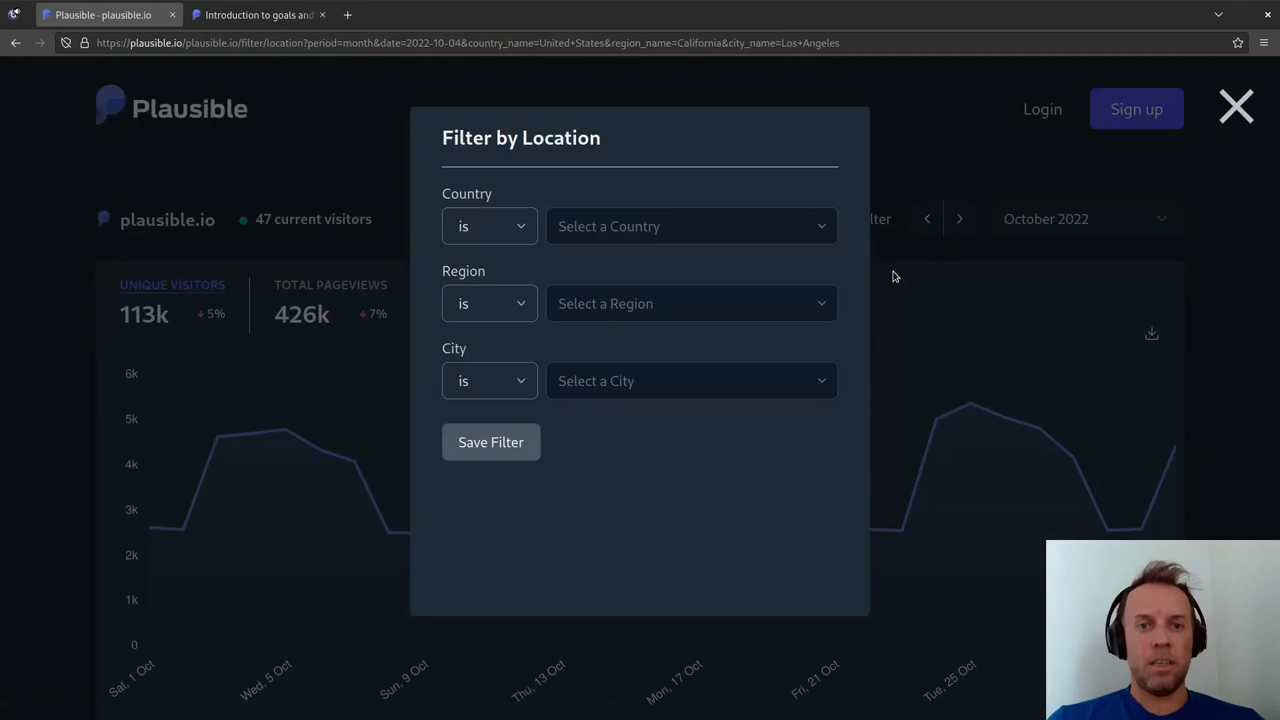 Plausible · plausible.io
Introduction to goals and
https://plausible.io/plausible.io/filter/location?period=month&date=2022-10-04&country_name=United+States&region_name=California&city_name=Los+Angeles
Plausible
Login
Sign up
Filter by Location
plausible.io
47 current visitors
lter
October 2022
Country
is
Select a Country
Region
is
Select a Region
City
is
Select a City
Save Filter
UNIQUE VISITORS
TOTAL PAGEVIEWS
113k
5%
426k
7%
6k
5k
4k
3k
2k
1k
0
Sat, 1 Oct
Wed, 5 Oct
Sun, 9 Oct
Thu, 13 Oct
Mon, 17 Oct
Fri, 21 Oct
Tue, 25 Oct